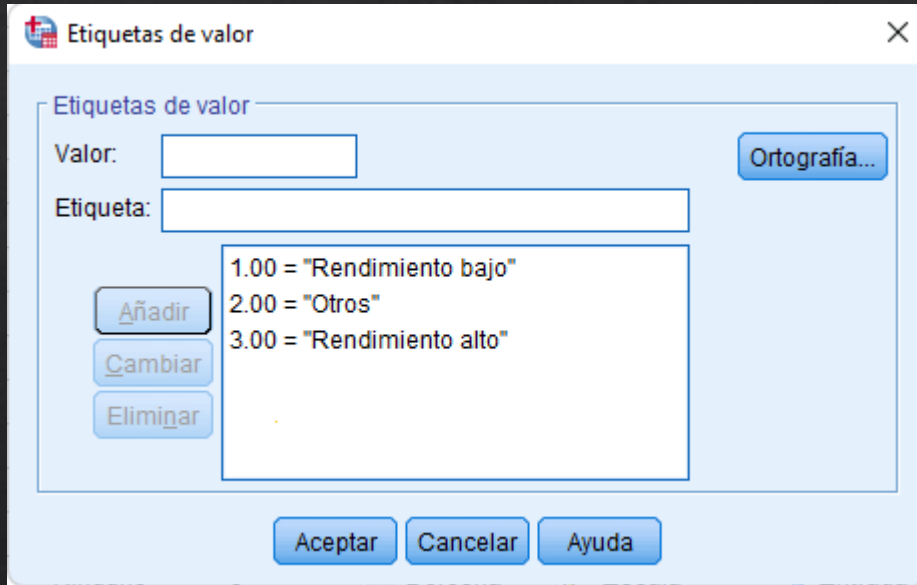 Etiquetas de valor
Etiquetas de valor
Valor:
Ortografía...
Etiqueta:
1.00 = "Rendimiento bajo"
Añadir
2.00 = "Otros"
3.00 = "Rendimiento alto"
Cambiar
Eliminar
Aceptar Cancelar Ayuda